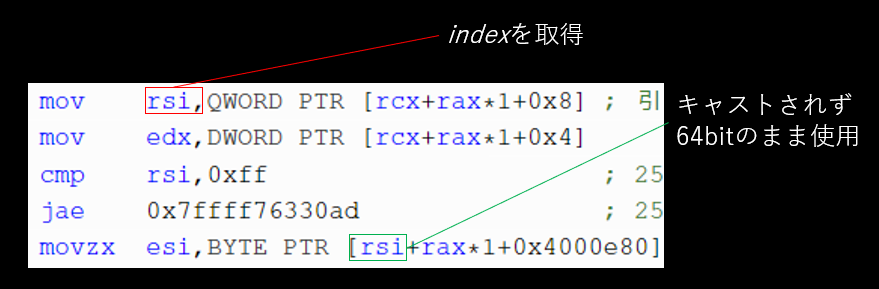 indexを取得
mov rsi,QWORD PTR [rcx+rax*1+0x8] ; 引
mov edx,DWORD PTR [rcx+rax*1+0x4]
cmp rsi,0xff ; 25
jae 0x7ffff76330ad ; 25
movzx esi,BYTE PTR [rsi+rax*1+0x4000e80]
キャストされず
64bitのまま使用